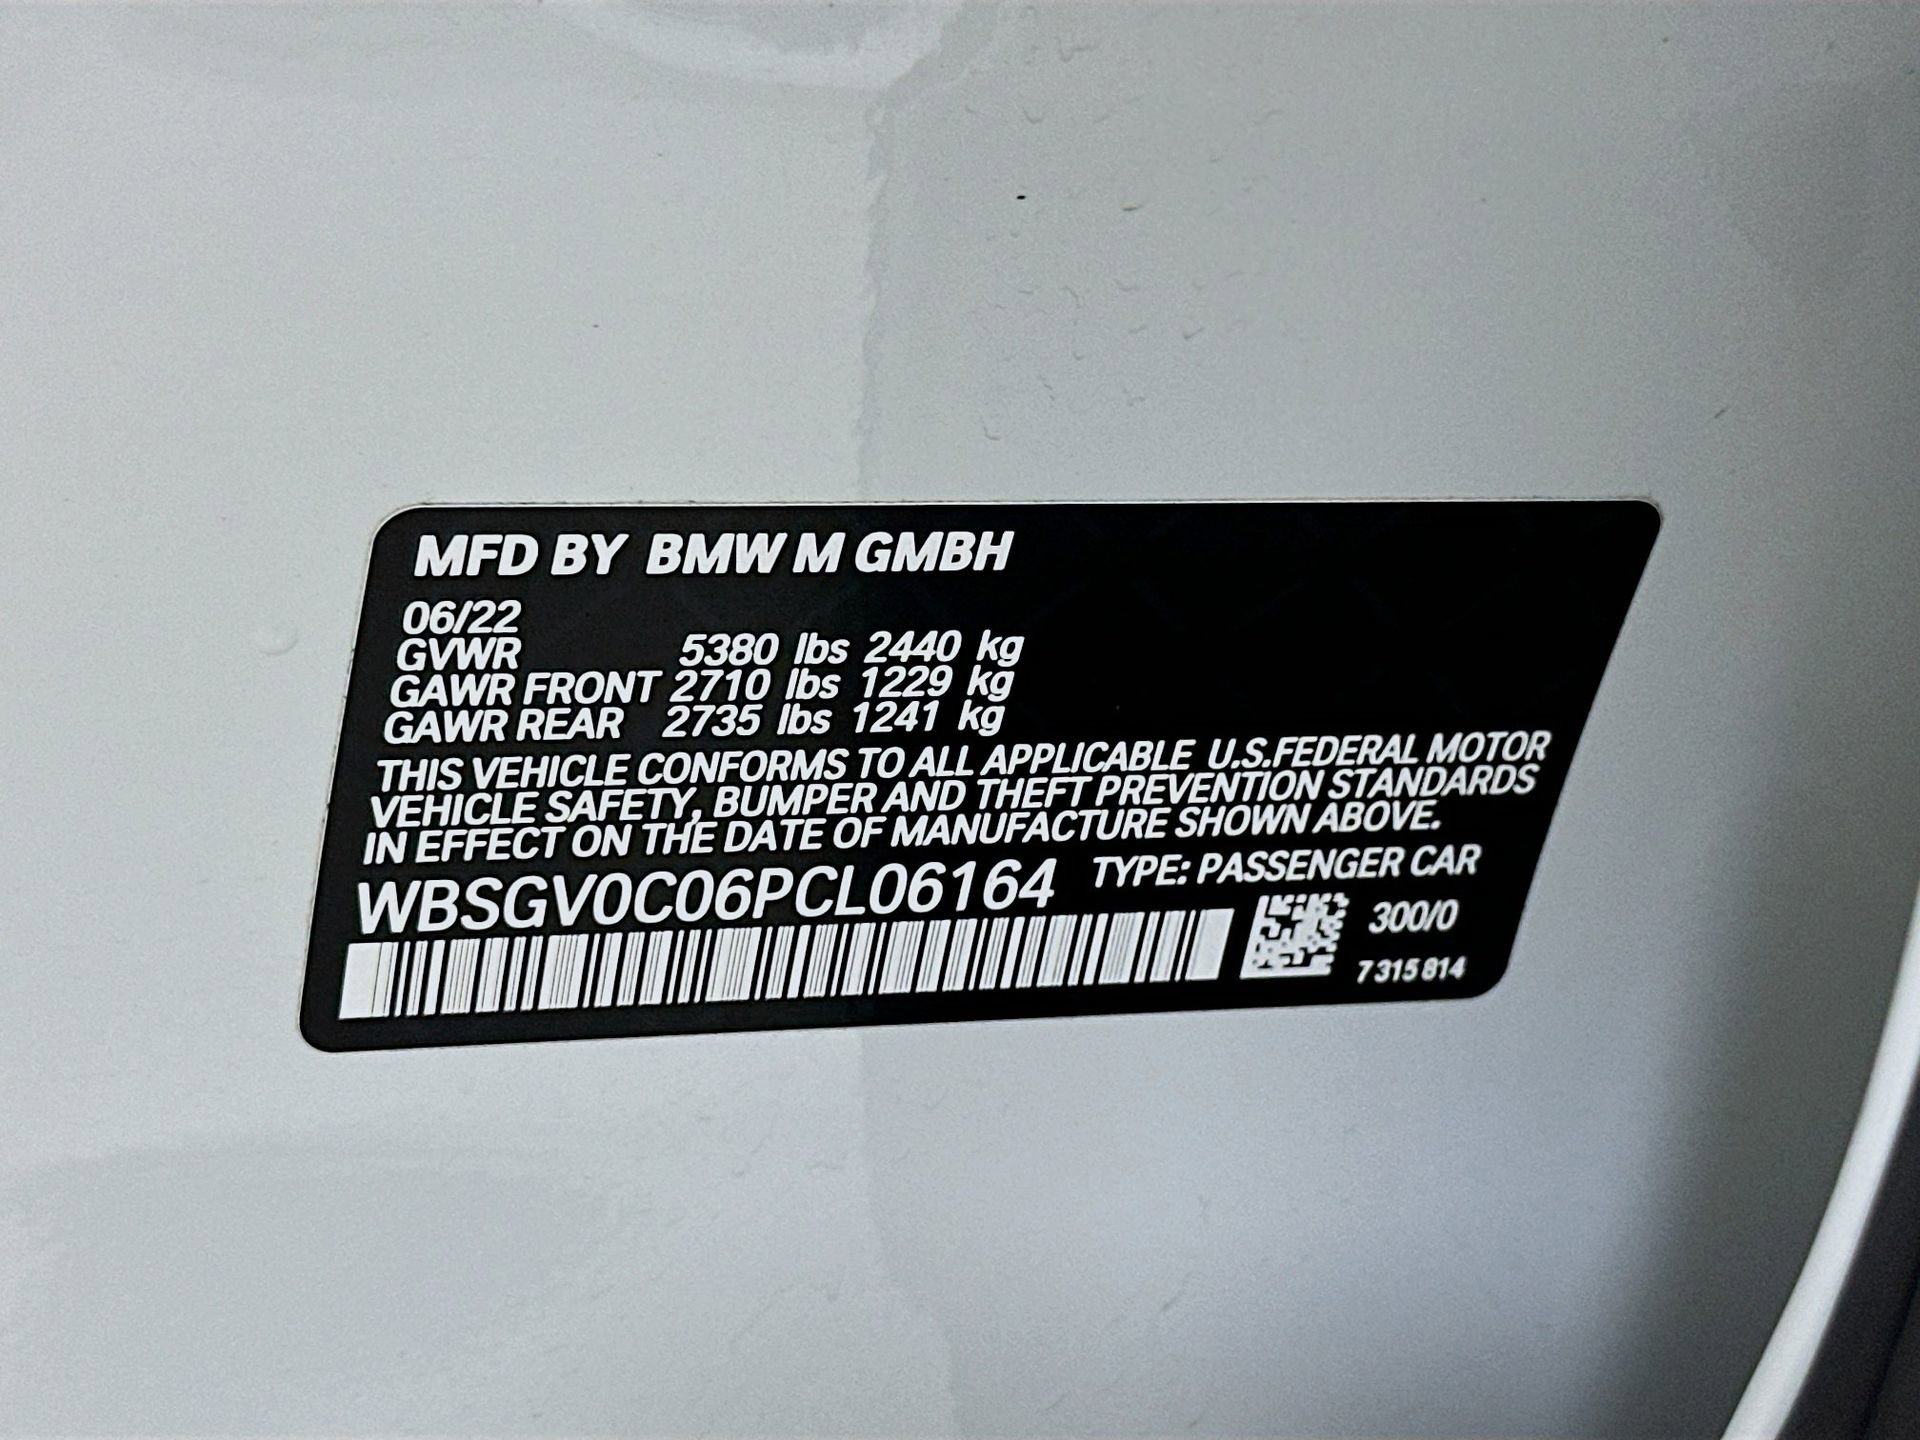 MFD BY BMW M GMBH
06/22
GVWR 5380 lbs 2440 kg
GAWR FRONT 2710 lbs 1229 kg
GAWR REAR 2735 lbs 1241 kg
THIS VEHICLE CONFORMS TO ALL APPLICABLE U.S.FEDERAL MOTOR
VEHICLE SAFETY, BUMPER AND THEFT PREVENTION STANDARDS
IN EFFECT ON THE DATE OF MANUFACTURE SHOWN ABOVE.
WBSGV0C06PCL06164 TYPE: PASSENGER CAR
300/0
7 315 814